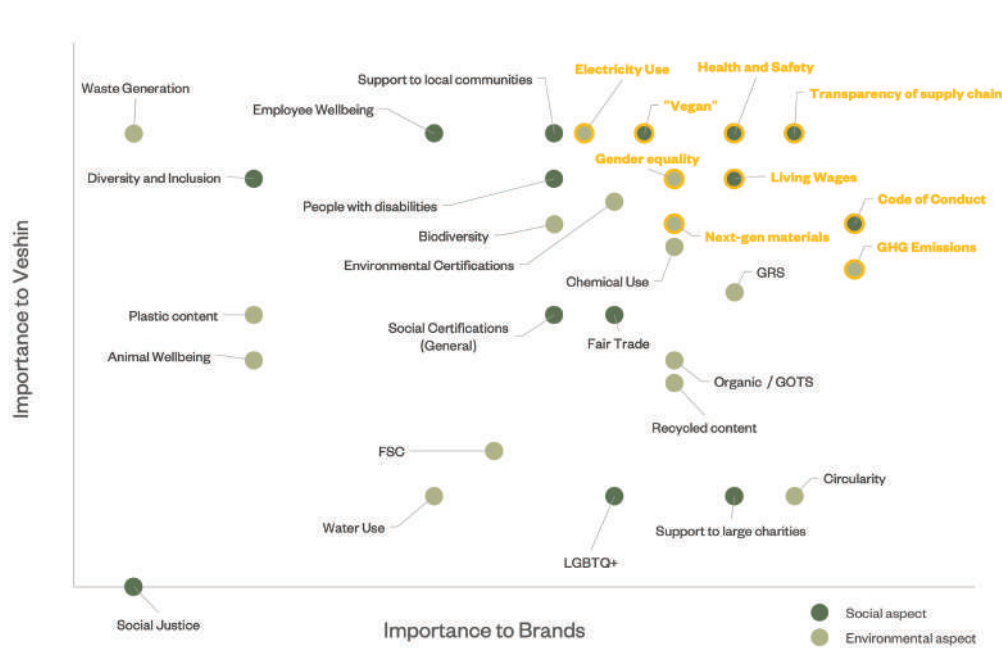 Electricity Use
Health and Safety
Support to local communities
Waste Generation
Transparency of supply chain
Employee Wellbeing
"Vegan"
Gender equality
Diversity and Inclusion
Living Wages
People with disabilities
Code of Conduct
Biodiversity
Next-gen materials
GHG Emissions
Environmental Certifications
GRS
Chemical Use
Plastic content
Social Certifications
(General)
Fair Trade
Animal Wellbeing
Organic / GOTS
Recycled content
FSC
Circularity
Water Use
Support to large charities
LGBTQ+
Social Justice
Importance to Veshin
Importance to Brands
Social aspect
Environmental aspect